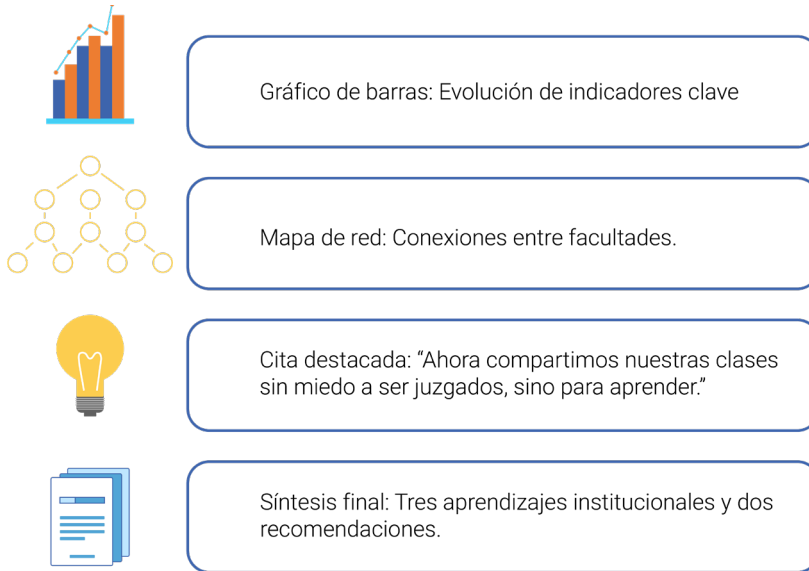 Gráfico de barras: Evolución de indicadores clave
Mapa de red: Conexiones entre facultades.
Cita destacada: “Ahora compartimos nuestras clases
sin miedo a ser juzgados, sino para aprender.”
Síntesis final: Tres aprendizajes institucionales y dos
recomendaciones.